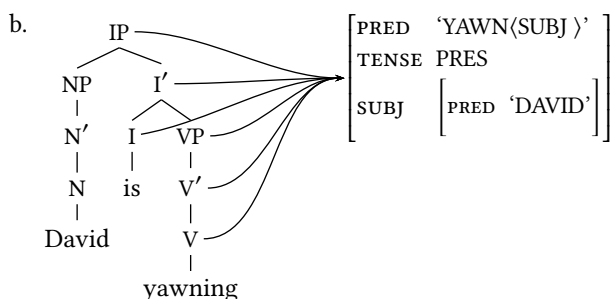 b. IP PRED ‘YAWN⟨SUBJ ⟩’
TENSE PRES
NP I′
SUBJ PRED ‘DAVID’
N′ I VP
N is V′
David V
yawning